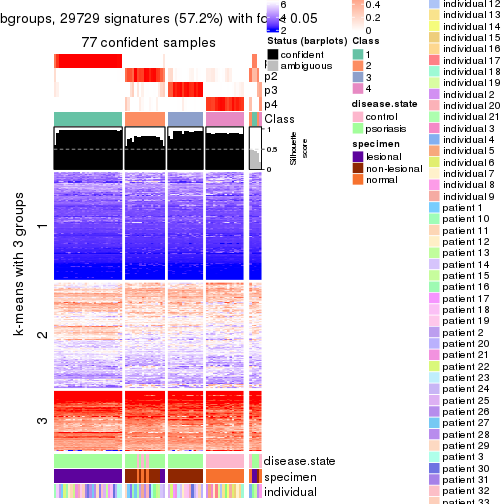 bgroups, 29729 signatures (57.2%) with fd < 0.05
77 confident samples
p2
p3
p4
Class
1
0.5
0
Silhouette
score
k-means with 3 groups
1
2
3
disease.state
specimen
individual
6
4
2
0.4
0.2
0
Status (barplots)
confident
ambiguous
Class
1
2
3
4
disease.state
control
psoriasis
specimen
lesional
non-lesional
normal
individual 12
individual 13
individual 14
individual 15
individual 16
individual 17
individual 18
individual 19
individual 2
individual 20
individual 21
individual 3
individual 4
individual 5
individual 6
individual 7
individual 8
individual 9
patient 1
patient 10
patient 11
patient 12
patient 13
patient 14
patient 15
patient 16
patient 17
patient 18
patient 19
patient 2
patient 20
patient 21
patient 22
patient 23
patient 24
patient 25
patient 26
patient 27
patient 28
patient 29
patient 3
patient 30
patient 31
patient 32
patient 33